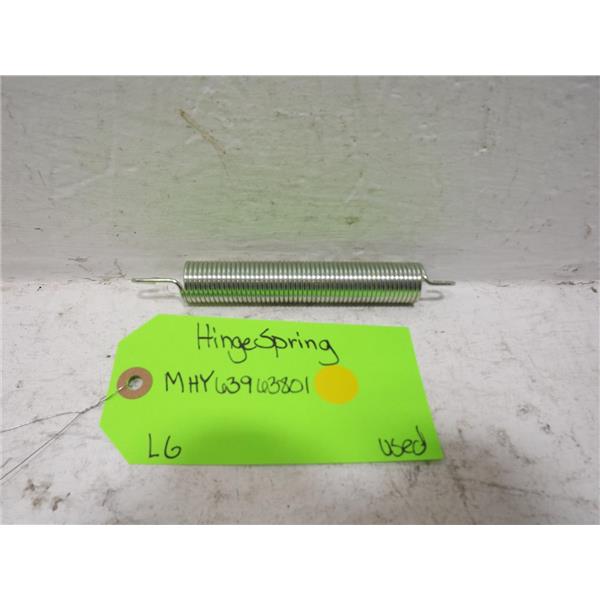 Hinge Spring
MHY63963801
LG
used